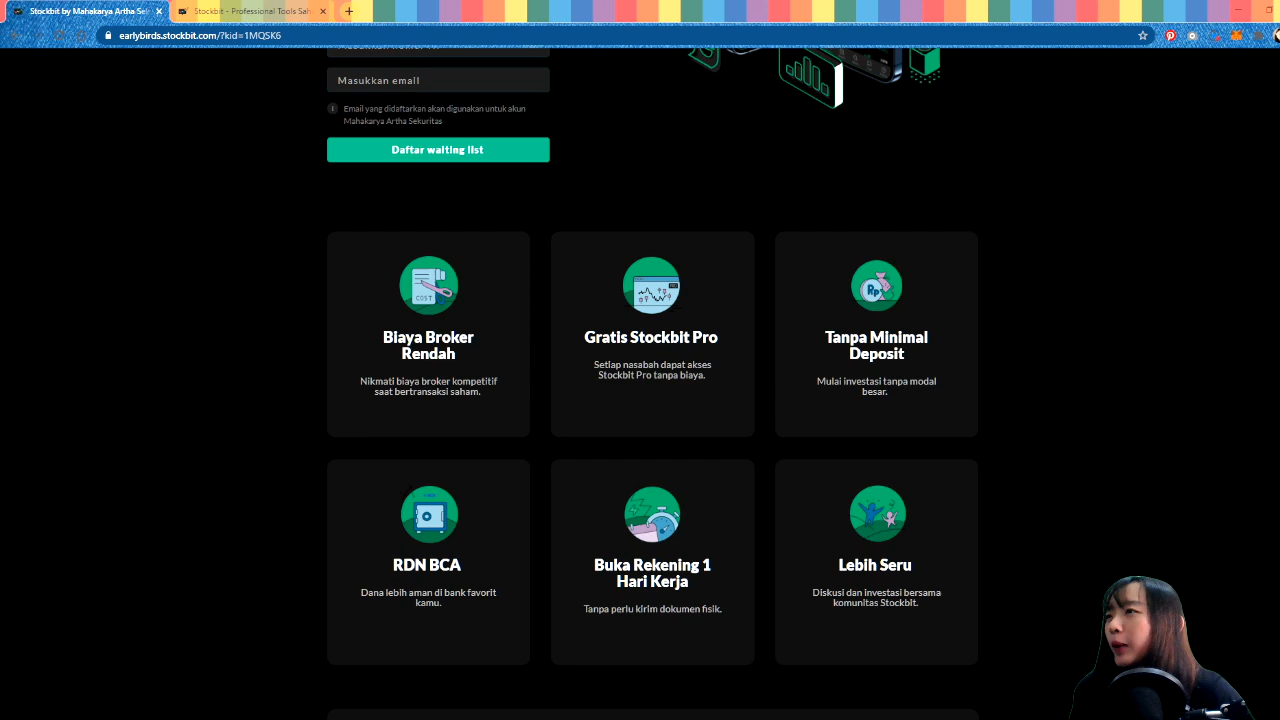 Stockbit by Mahakarya Artha Sek
Stockbit - Professional Tools Sah
earlybirds.stockbit.com/?kid=1MQSK6
Masukkan email
Email yang didaftarkan akan digunakan untuk akun
Mahakarya Artha Sekuritas
Daftar waiting list
COST
Biaya Broker
Rendah
Nikmati biaya broker kompetitif
saat bertransaksi saham.
Gratis Stockbit Pro
Setiap nasabah dapat akses
Stockbit Pro tanpa biaya.
Rp
Tanpa Minimal
Deposit
Mulai investasi tanpa modal
besar.
RDN BCA
Dana lebih aman di bank favorit
kamu.
Buka Rekening 1
Hari Kerja
Tanpa perlu kirim dokumen fisik.
Lebih Seru
Diskusi dan investasi bersama
komunitas Stockbit.